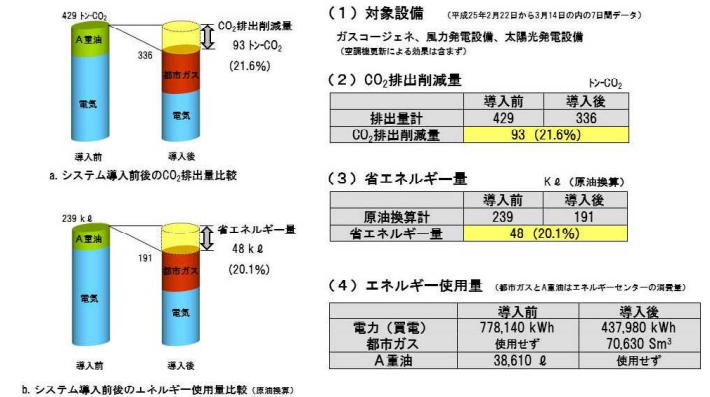 429 トン-CO2
A重油
電気
導入前
336
都市ガス
電気
導入後
CO2排出削減量
93 トン-CO2
(21.6%)
a. システム導入前後のCO2排出量比較
239 kℓ
A重油
電気
導入前
191
都市ガス
電気
導入後
省エネルギー量
48 kℓ
(20.1%)
b. システム導入前後のエネルギー使用量比較（原油換算）
（１）対象設備 （平成25年2月22日から3月14日の内の7日間データ）
ガスコージェネ、風力発電設備、太陽光発電設備
（空調機更新による効果は含まず）
（２）CO2排出削減量 トン-CO2
導入前 導入後
排出量計 429 336
CO2排出削減量 93 (21.6%)
（３）省エネルギー量 Kℓ（原油換算）
導入前 導入後
原油換算計 239 191
省エネルギー量 48 (20.1%)
（４）エネルギー使用量 （都市ガスとA重油はエネルギーセンターの消費量）
導入前 導入後
電力（買電） 778,140 kWh 437,980 kWh
都市ガス 使用せず 70,630 Sm³
A重油 38,610 ℓ 使用せず